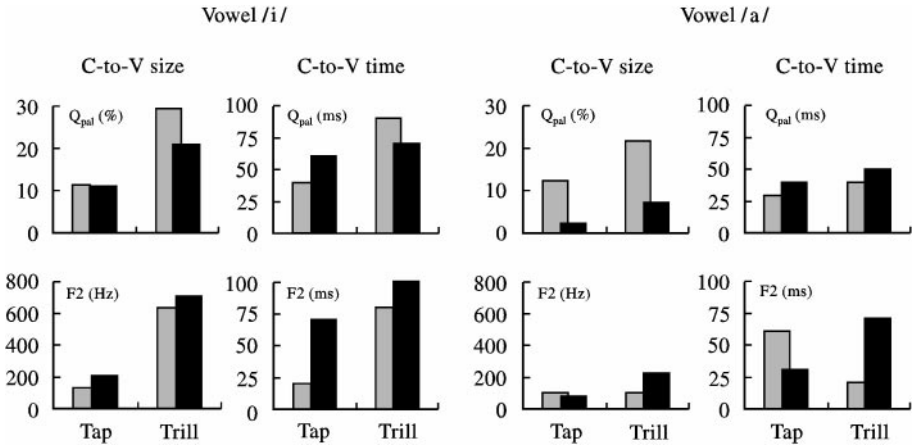 Vowel /i/ Vowel /a/
C-to-V size C-to-V time C-to-V size C-to-V time
30 Qpal (%) 20 10 0
100 Qpal (ms) 75 50 25 0
30 Qpal (%) 20 10 0
100 Qpal (ms) 75 50 25 0
800 F2 (Hz) 600 400 200 0
100 F2 (ms) 75 50 25 0
800 F2 (Hz) 600 400 200 0
100 F2 (ms) 75 50 25 0
Tap Trill Tap Trill Tap Trill Tap Trill